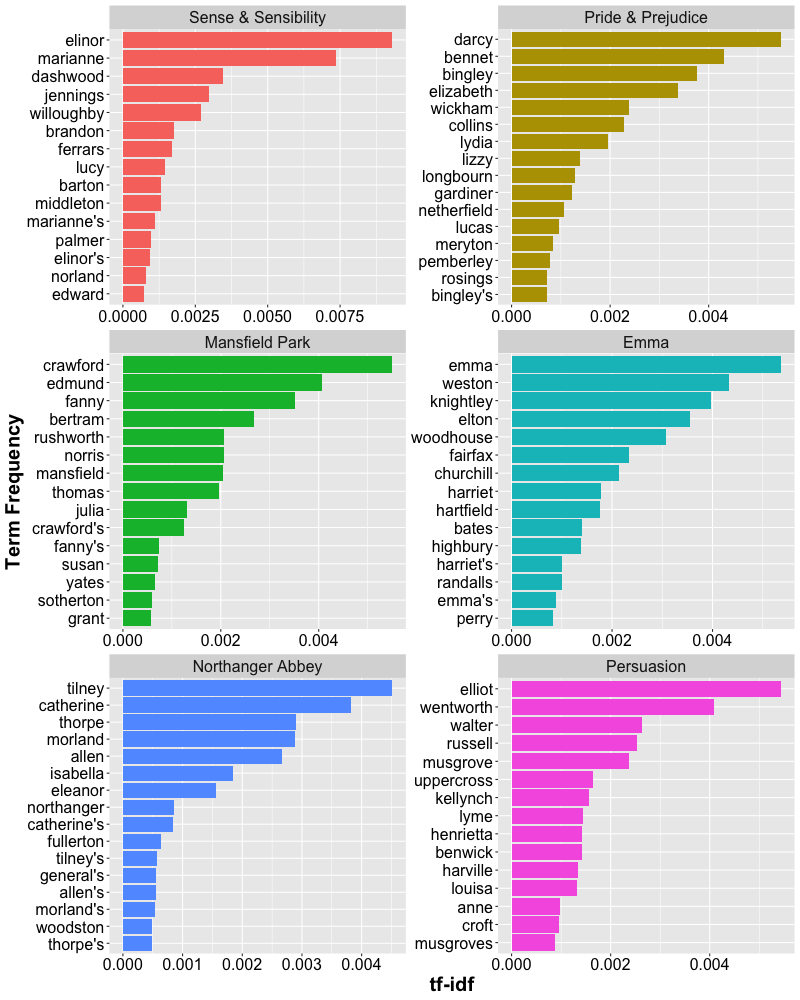 Sense & Sensibility
elinor
marianne
dashwood
jennings
willoughby
brandon
ferrars
lucy
barton
middleton
marianne's
palmer
elinor's
norland
edward
0.0000 0.0025 0.0050 0.0075
Pride & Prejudice
darcy
bennet
bingley
elizabeth
wickham
collins
lydia
lizzy
longbourn
gardiner
netherfield
lucas
meryton
pemberley
rosings
bingley's
0.000 0.002 0.004
Term Frequency
Mansfield Park
crawford
edmund
fanny
bertram
rushworth
norris
mansfield
thomas
julia
crawford's
fanny's
susan
yates
sotherton
grant
0.000 0.002 0.004
Emma
emma
weston
knightley
elton
woodhouse
fairfax
churchill
harriet
hartfield
bates
highbury
harriet's
randalls
emma's
perry
0.000 0.002 0.004
Northanger Abbey
tilney
catherine
thorpe
morland
allen
isabella
eleanor
northanger
catherine's
fullerton
tilney's
general's
allen's
morland's
woodston
thorpe's
0.000 0.001 0.002 0.003 0.004
Persuasion
elliot
wentworth
walter
russell
musgrove
uppercross
kellynch
lyme
henrietta
benwick
harville
louisa
anne
croft
musgroves
0.000 0.002 0.004
tf-idf